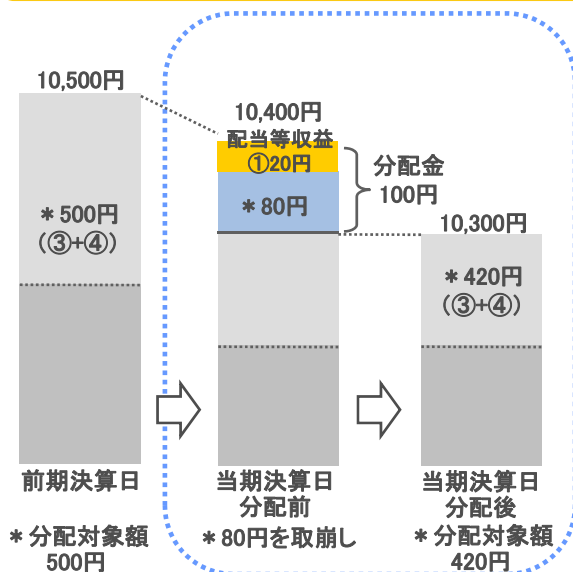 10,500円
＊500円
（③+④）
前期決算日
＊分配対象額
500円
10,400円
配当等収益
①20円
＊80円
分配金
100円
当期決算日
分配前
＊80円を取崩し
10,300円
＊420円
（③+④）
当期決算日
分配後
＊分配対象額
420円